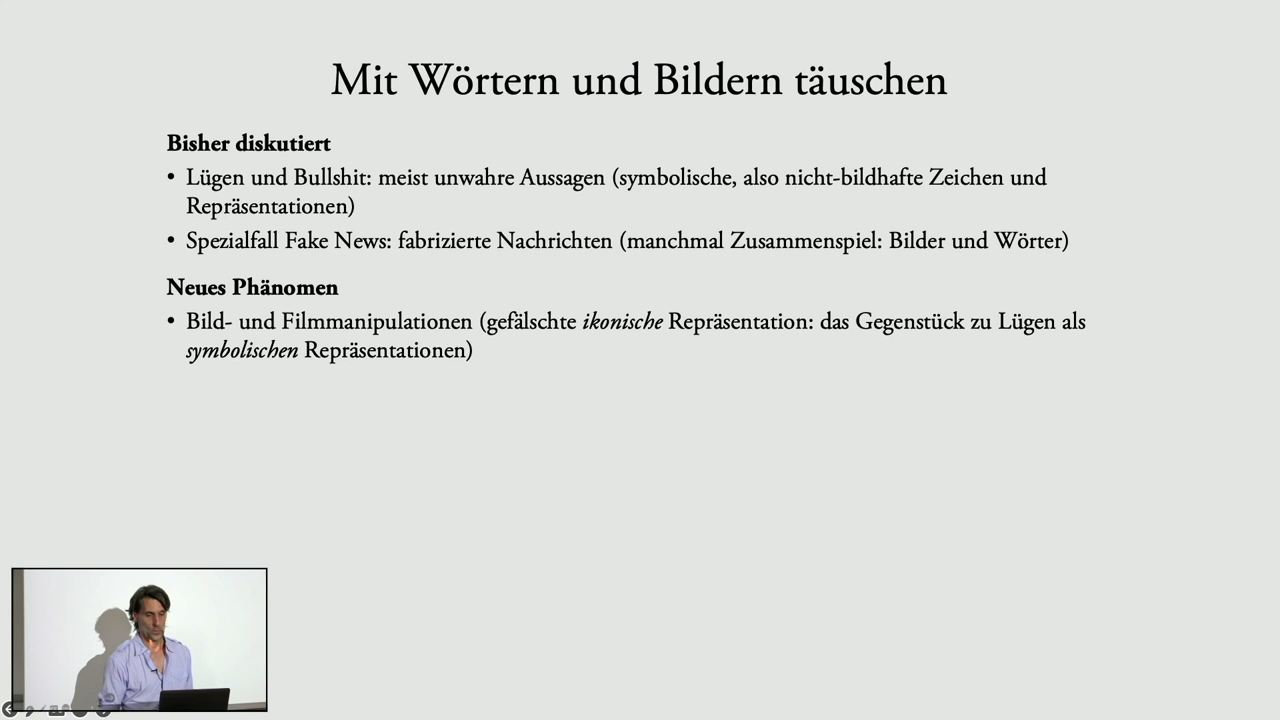 Mit Wörtern und Bildern täuschen
Bisher diskutiert
• Lügen und Bullshit: meist unwahre Aussagen (symbolische, also nicht-bildhafte Zeichen und
Repräsentationen)
• Spezialfall Fake News: fabrizierte Nachrichten (manchmal Zusammenspiel: Bilder und Wörter)
Neues Phänomen
• Bild- und Filmmanipulationen (gefälschte ikonische Repräsentation: das Gegenstück zu Lügen als
symbolischen Repräsentationen)